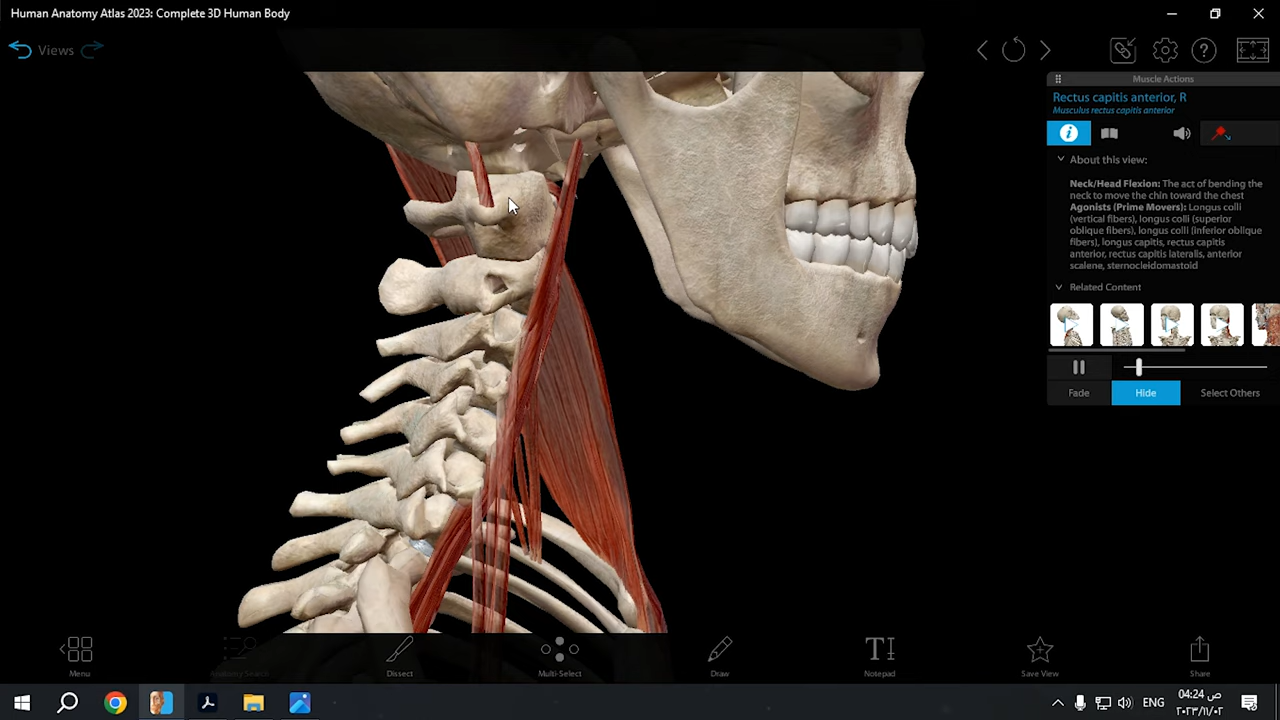 Human Anatomy Atlas 2023: Complete 3D Human Body
Views
Muscle Actions
Rectus capitis anterior, R
Musculus rectus capitis anterior
About this view:
Neck/Head Flexion: The act of bending the
neck to move the chin toward the chest
Agonists (Prime Movers): Longus colli
(vertical fibers), longus colli (superior
oblique fibers), longus colli (inferior oblique
fibers), longus capitis, rectus capitis
anterior, rectus capitis lateralis, anterior
scalene, sternocleidomastoid
Related Content
Fade
Hide
Select Others
Menu
Dissect
Multi-Select
Draw
Notepad
Save View
Share
ENG
04:24 ص